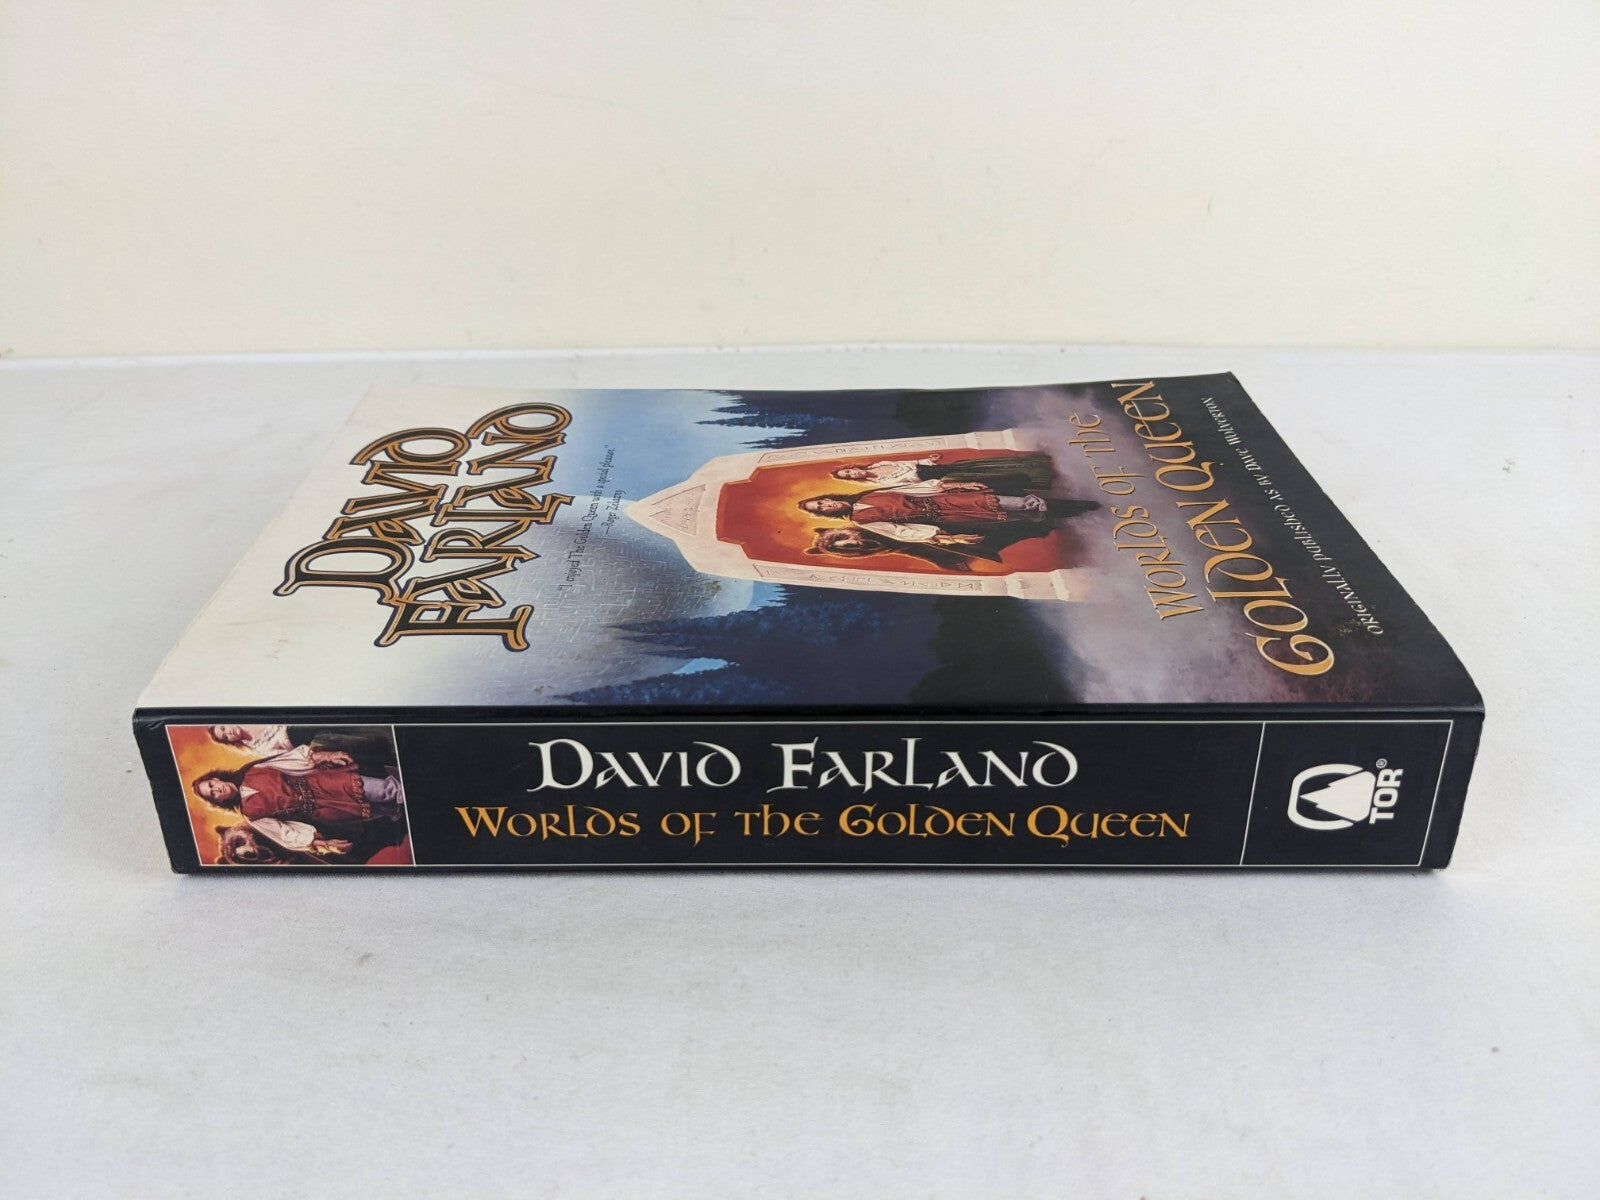 DAVID
FARLAND
"I enjoyed The Golden Queen with a special pleasure."
—Roger Zelazny
WORLDS OF THE
GOLDEN QUEEN
ORIGINALLY PUBLISHED AS BY DAVE WOLVERTON
DAVID FARLAND
WORLDS OF THE GOLDEN QUEEN
TOR®